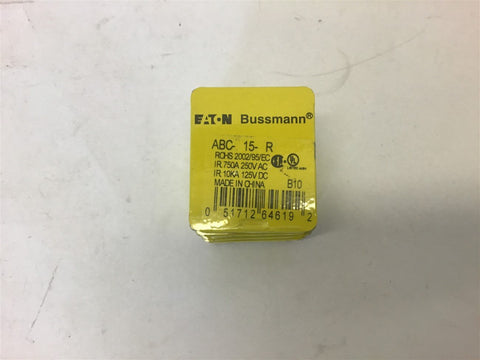 EATON Bussmann®
ABC- 15- R
ROHS 2002/95/EC
IR.750A 250V AC
IR.10KA 125V DC
MADE IN CHINA B10
0 51712 64619 2